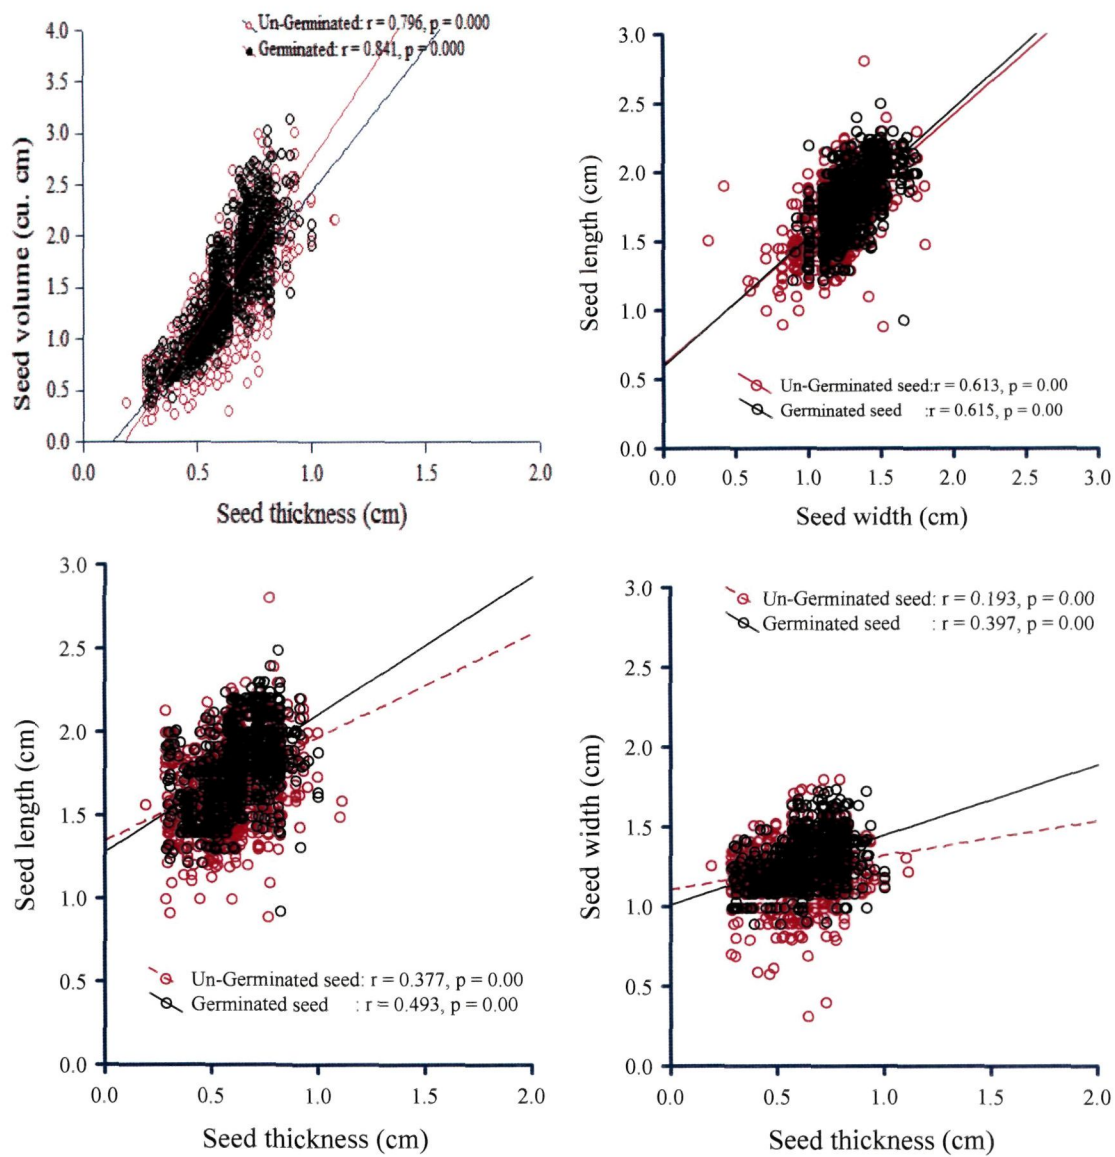 Un-Germinated: r = 0.796, p = 0.000
Germinated: r = 0.841, p = 0.000
4.0
3.5
3.0
2.5
2.0
1.5
1.0
0.5
0.0
Seed volume (cu. cm)
0.0 0.5 1.0 1.5 2.0
Seed thickness (cm)
3.0
2.5
2.0
1.5
1.0
0.5
0.0
Seed length (cm)
Un-Germinated seed:r = 0.613, p = 0.00
Germinated seed :r = 0.615, p = 0.00
0.0 0.5 1.0 1.5 2.0 2.5 3.0
Seed width (cm)
3.0
2.5
2.0
1.5
1.0
0.5
0.0
Seed length (cm)
Un-Germinated seed: r = 0.377, p = 0.00
Germinated seed : r = 0.493, p = 0.00
0.0 0.5 1.0 1.5 2.0
Seed thickness (cm)
Un-Germinated seed: r = 0.193, p = 0.00
Germinated seed : r = 0.397, p = 0.00
3.0
2.5
2.0
1.5
1.0
0.5
0.0
Seed width (cm)
0.0 0.5 1.0 1.5 2.0
Seed thickness (cm)